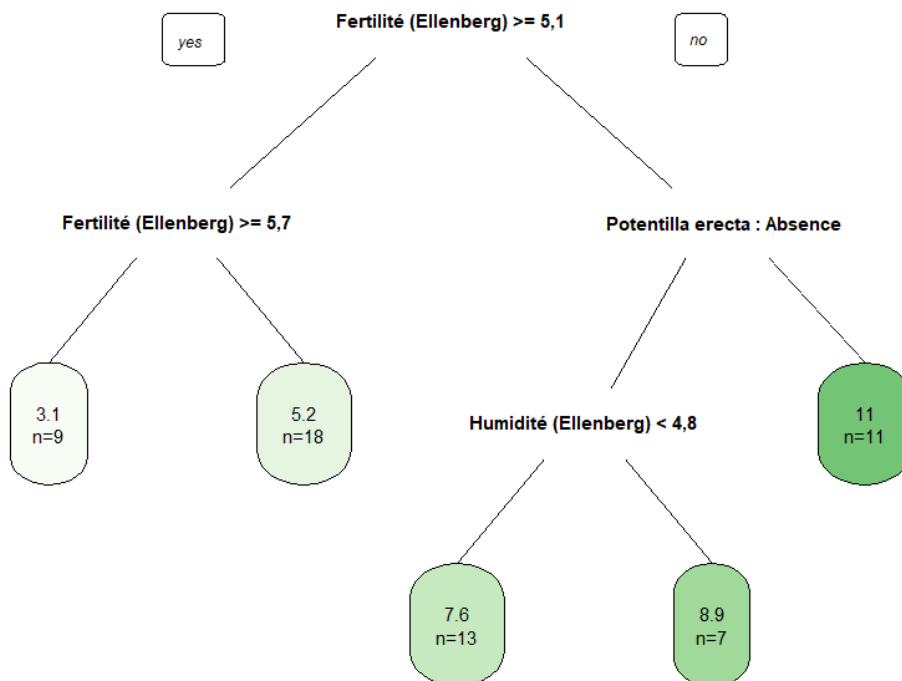 Fertilité (Ellenberg) >= 5,1
yes
no
Fertilité (Ellenberg) >= 5,7
Potentilla erecta : Absence
3.1
n=9
5.2
n=18
Humidité (Ellenberg) < 4,8
11
n=11
7.6
n=13
8.9
n=7